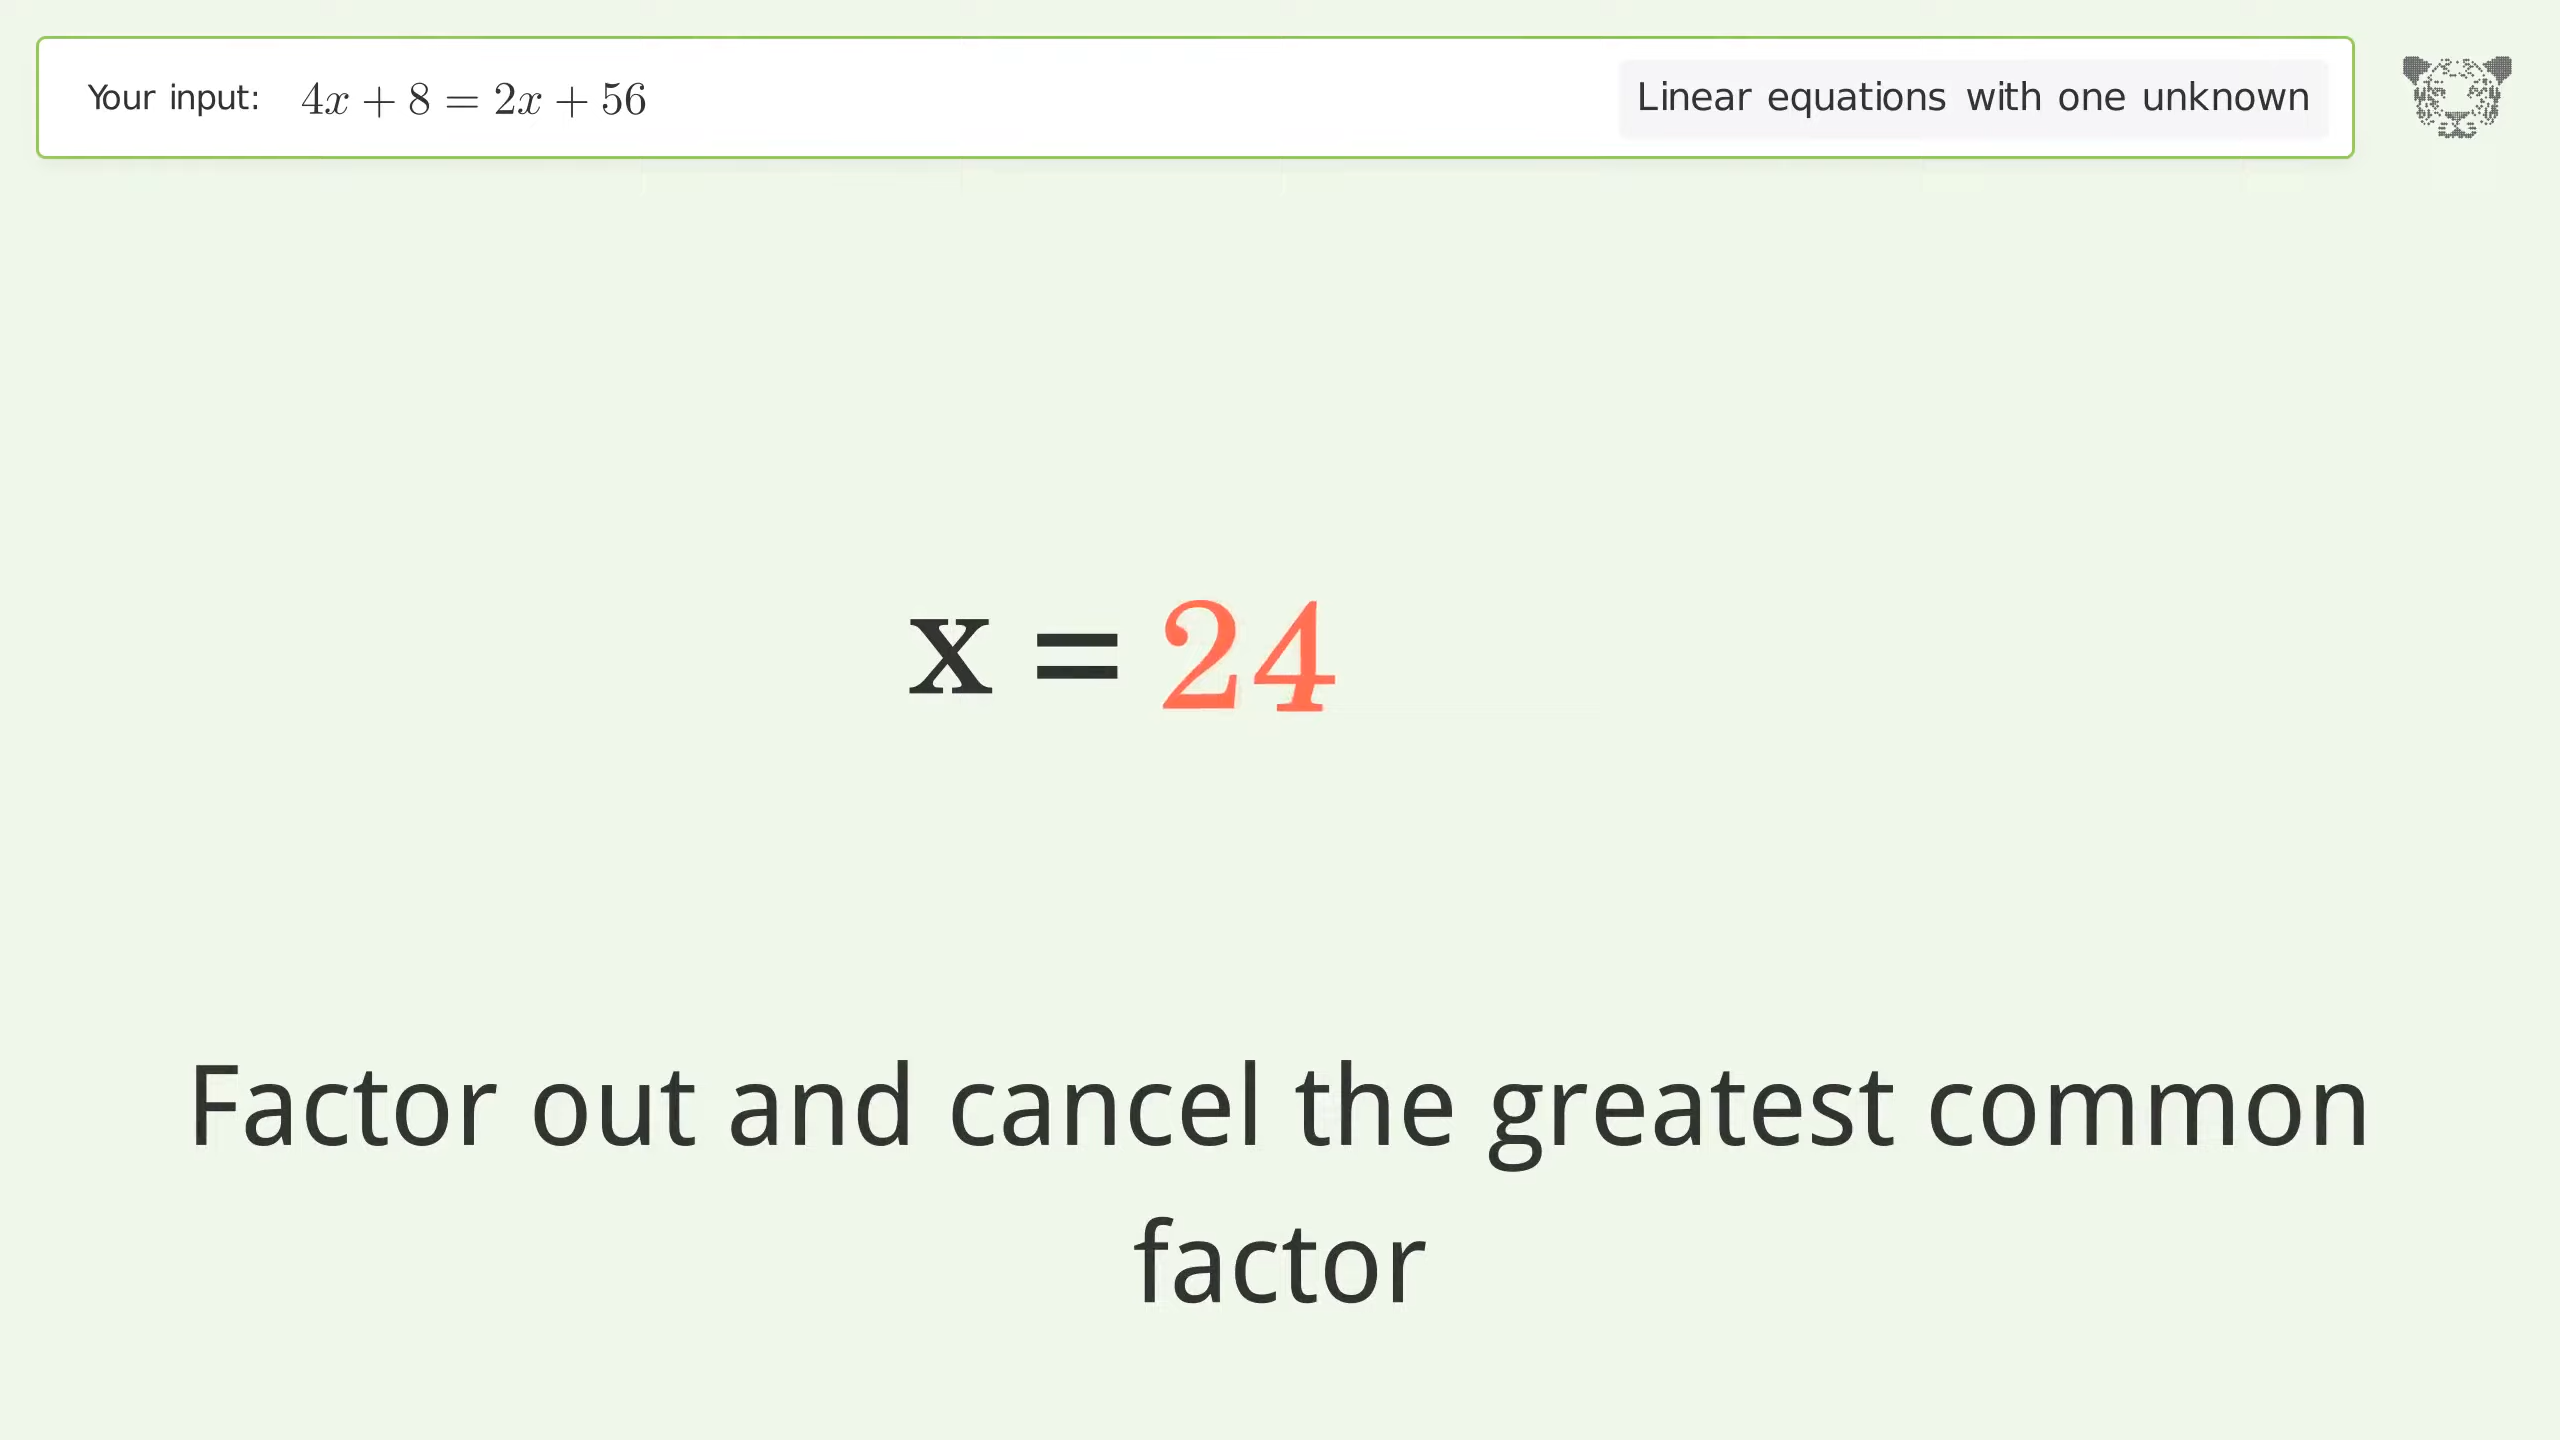 Your input: 4x + 8 = 2x + 56
Linear equations with one unknown
x = 24
Factor out and cancel the greatest common
factor